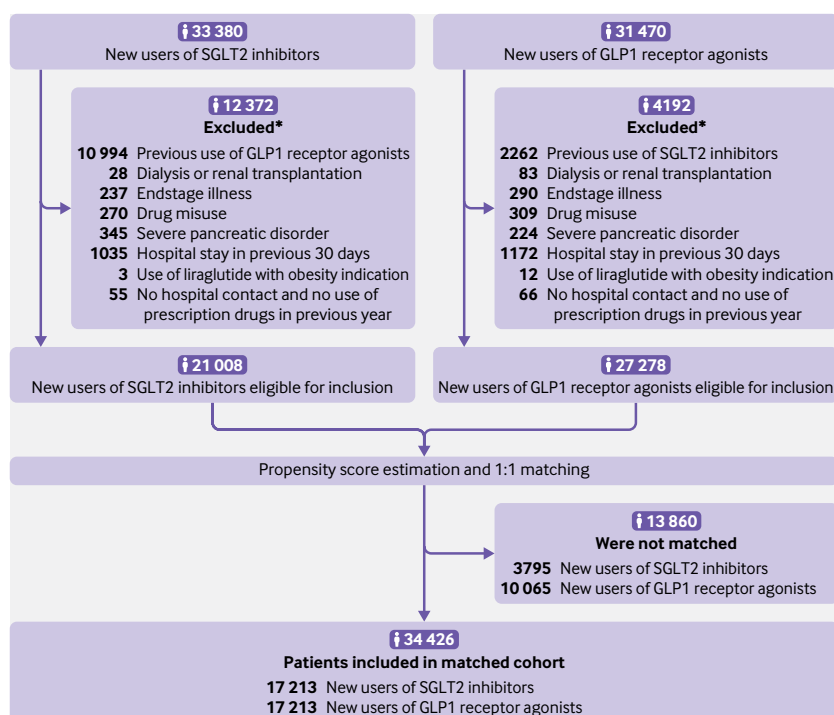 33 380
New users of SGLT2 inhibitors
31 470
New users of GLP1 receptor agonists
12 372
Excluded*
10 994 Previous use of GLP1 receptor agonists
28 Dialysis or renal transplantation
237 Endstage illness
270 Drug misuse
345 Severe pancreatic disorder
1035 Hospital stay in previous 30 days
3 Use of liraglutide with obesity indication
55 No hospital contact and no use of
prescription drugs in previous year
4192
Excluded*
2262 Previous use of SGLT2 inhibitors
83 Dialysis or renal transplantation
290 Endstage illness
309 Drug misuse
224 Severe pancreatic disorder
1172 Hospital stay in previous 30 days
12 Use of liraglutide with obesity indication
66 No hospital contact and no use of
prescription drugs in previous year
21 008
New users of SGLT2 inhibitors eligible for inclusion
27 278
New users of GLP1 receptor agonists eligible for inclusion
Propensity score estimation and 1:1 matching
13 860
Were not matched
3795 New users of SGLT2 inhibitors
10 065 New users of GLP1 receptor agonists
34 426
Patients included in matched cohort
17 213 New users of SGLT2 inhibitors
17 213 New users of GLP1 receptor agonists